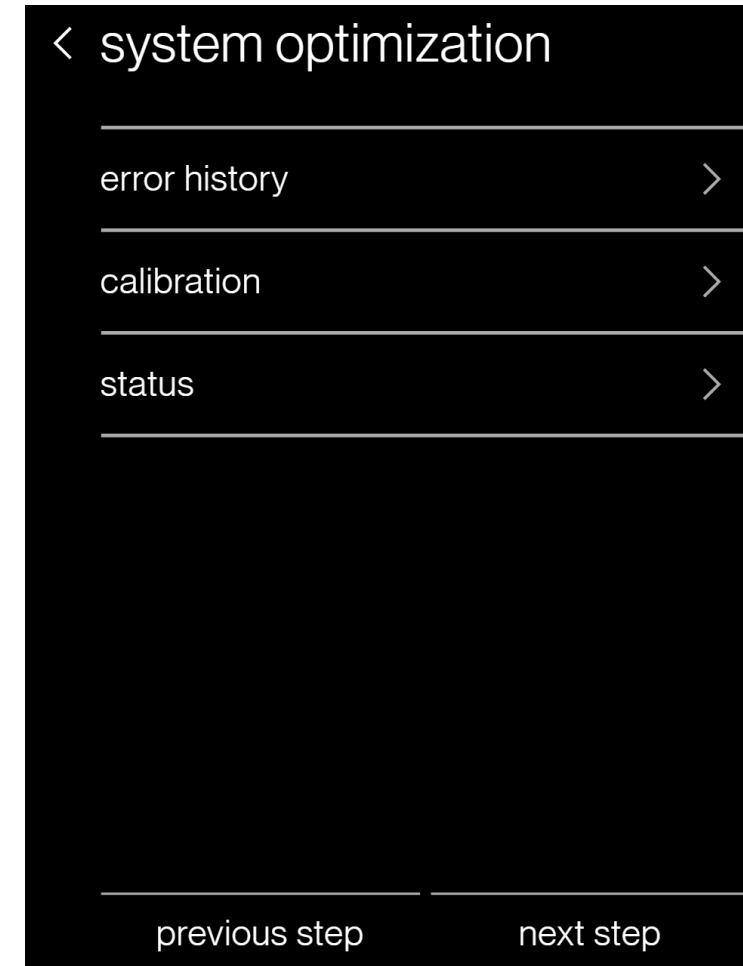 system optimization
error history
calibration
status
previous step next step